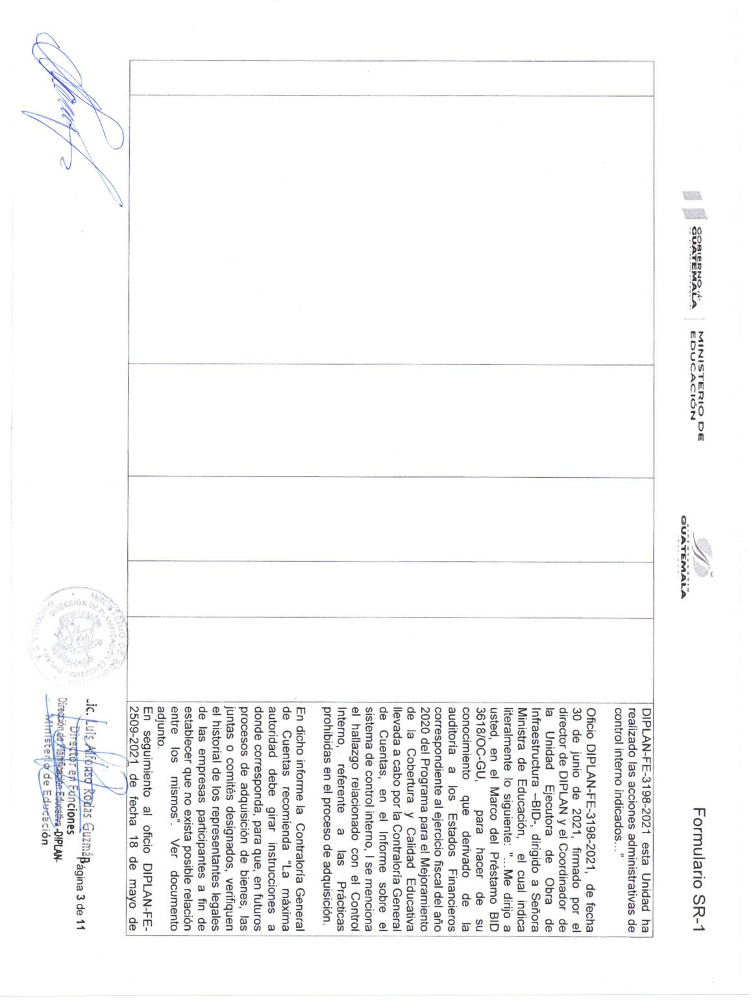 GOBIERNO de
GUATEMALA
MINISTERIO DE
EDUCACIÓN
GUATEMALA
Formulario SR-1
DIPLAN-FE-3198-2021 esta Unidad ha
realizado las acciones administrativas de
control interno indicados…"
Oficio DIPLAN-FE-3198-2021, de fecha
30 de junio de 2021, firmado por el
director de DIPLAN y el Coordinador de
la Unidad Ejecutora de Obra de
Infraestructura –BID-, dirigido a Señora
Ministra de Educación, el cual indica
literalmente lo siguiente: "…Me dirijo a
usted, en el Marco del Préstamo BID
3618/OC-GU, para hacer de su
conocimiento que derivado de la
auditoría a los Estados Financieros
correspondiente al ejercicio fiscal del año
2020 del Programa para el Mejoramiento
de la Cobertura y Calidad Educativa
llevada a cabo por la Contraloría General
de Cuentas, en el Informe sobre el
sistema de control interno, l se menciona
el hallazgo relacionado con el Control
Interno, referente a las Prácticas
prohibidas en el proceso de adquisición.
En dicho informe la Contraloría General
de Cuentas recomienda "La máxima
autoridad debe girar instrucciones a
donde corresponda, para que, en futuros
procesos de adquisición de bienes, las
juntas o comités designados, verifiquen
el historial de los representantes legales
de las empresas participantes a fin de
establecer que no exista posible relación
entre los mismos". Ver documento
adjunto.
En seguimiento al oficio DIPLAN-FE-
2509-2021 de fecha 18 de mayo de
MINISTERIO DE EDUCACIÓN
DIRECCIÓN DE PLANIFICACIÓN EDUCATIVA - DIPLAN -
GUATEMALA, C.A.
Lic. Luis Alfonso Rodas Guzmán
Director en Funciones
Dirección de Planificación Educativa -DIPLAN-
Ministerio de Educación
Página 3 de 11